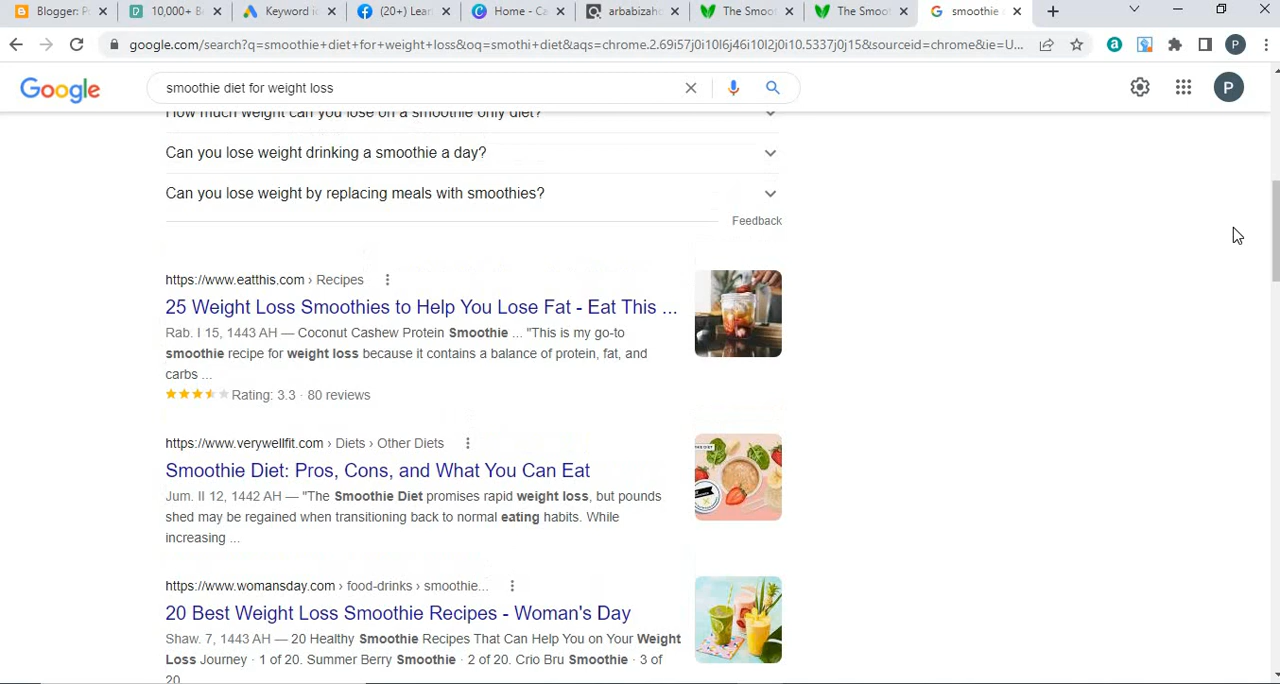 Blogger: P
10,000+ B
Keyword i
(20+) Lear
Home - Ca
arbabizah
The Smoo
The Smoo
smoothie
google.com/search?q=smoothie+diet+for+weight+loss&oq=smothi+diet&aqs=chrome.2.69i57j0i10l6j46i10l2j0i10.5337j0j15&sourceid=chrome&ie=U...
P
Google
smoothie diet for weight loss
P
How much weight can you lose on a smoothie only diet?
Can you lose weight drinking a smoothie a day?
Can you lose weight by replacing meals with smoothies?
Feedback
https://www.eatthis.com › Recipes
25 Weight Loss Smoothies to Help You Lose Fat - Eat This ...
Rab. I 15, 1443 AH — Coconut Cashew Protein Smoothie ... "This is my go-to
smoothie recipe for weight loss because it contains a balance of protein, fat, and
carbs ...
Rating: 3.3 · 80 reviews
https://www.verywellfit.com › Diets › Other Diets
Smoothie Diet: Pros, Cons, and What You Can Eat
Jum. II 12, 1442 AH — "The Smoothie Diet promises rapid weight loss, but pounds
shed may be regained when transitioning back to normal eating habits. While
increasing ...
https://www.womansday.com › food-drinks › smoothie...
20 Best Weight Loss Smoothie Recipes - Woman's Day
Shaw. 7, 1443 AH — 20 Healthy Smoothie Recipes That Can Help You on Your Weight
Loss Journey · 1 of 20. Summer Berry Smoothie · 2 of 20. Crio Bru Smoothie · 3 of
20